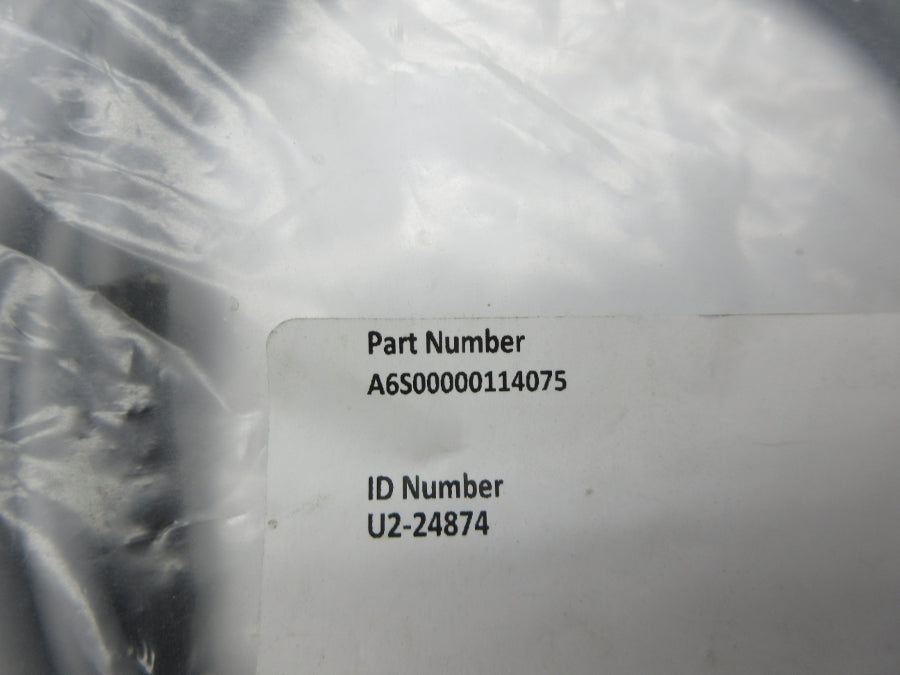 Part Number
A6S00000114075
ID Number
U2-24874